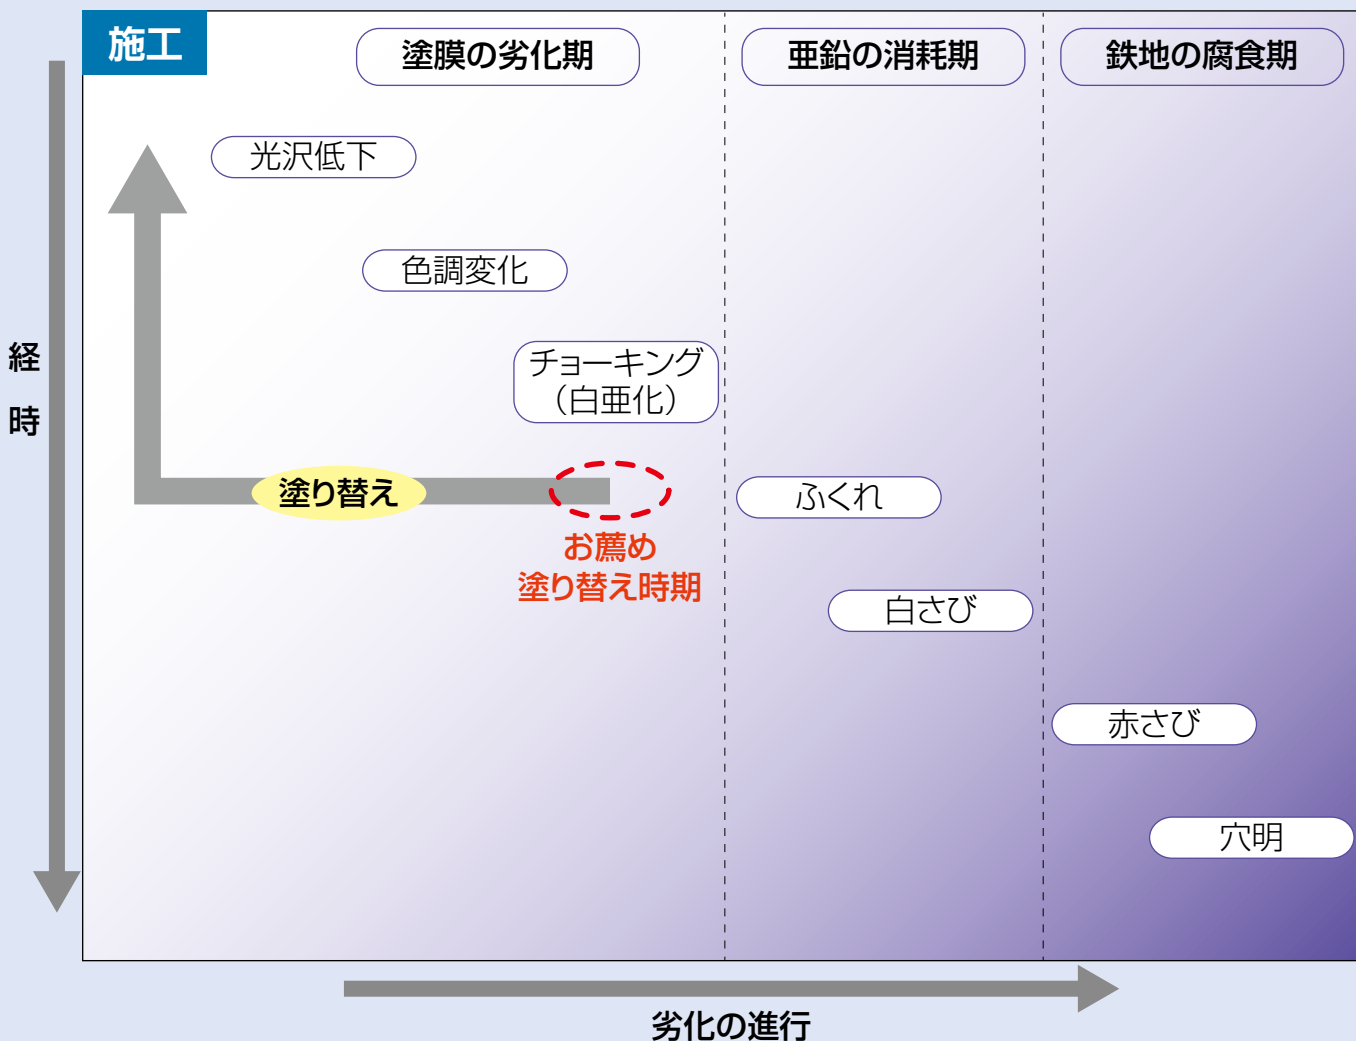 施工
塗膜の劣化期
亜鉛の消耗期
鉄地の腐食期
光沢低下
色調変化
チョーキング
（白亜化）
経時
塗り替え
お薦め
塗り替え時期
ふくれ
白さび
赤さび
穴明
劣化の進行